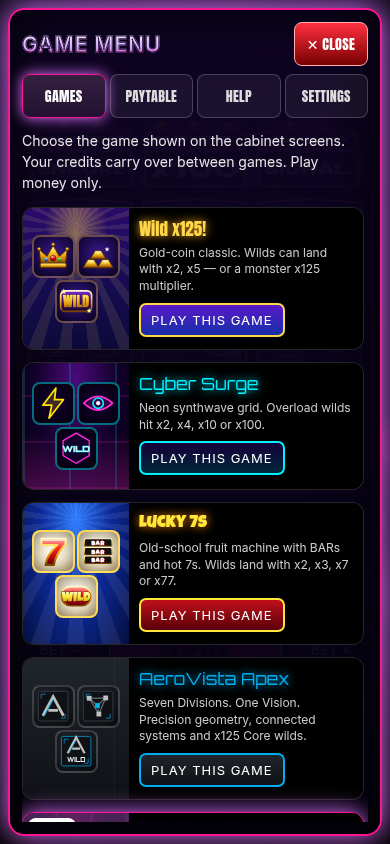 GAME MENU
✕ CLOSE
GAMES
PAYTABLE
HELP
SETTINGS
Choose the game shown on the cabinet screens.
Your credits carry over between games. Play
money only.
WILD
Wild x125!
Gold-coin classic. Wilds can land
with x2, x5 — or a monster x125
multiplier.
PLAY THIS GAME
WILD
Cyber Surge
Neon synthwave grid. Overload wilds
hit x2, x4, x10 or x100.
PLAY THIS GAME
7
BAR
BAR
BAR
WILD
Lucky 7s
Old-school fruit machine with BARs
and hot 7s. Wilds land with x2, x3, x7
or x77.
PLAY THIS GAME
A
WILD
AeroVista Apex
Seven Divisions. One Vision.
Precision geometry, connected
systems and x125 Core wilds.
PLAY THIS GAME